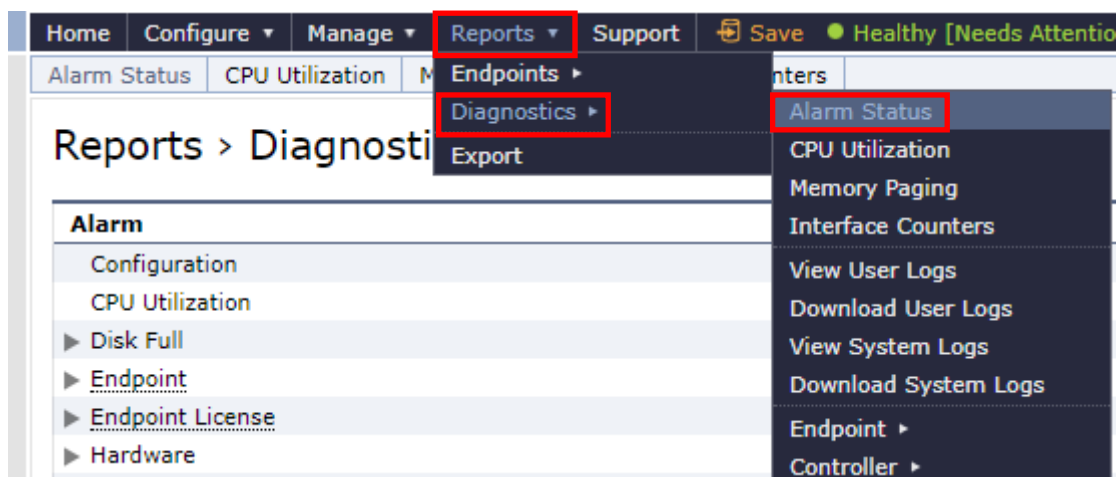 Home Configure ▾ Manage ▾ Reports ▾ Support Save ● Healthy [Needs Attentio
Alarm Status CPU Utilization M nters
Endpoints ▸
Diagnostics ▸
Export
Alarm Status
CPU Utilization
Memory Paging
Interface Counters
View User Logs
Download User Logs
View System Logs
Download System Logs
Endpoint ▸
Controller ▸
Reports › Diagnosti
Alarm
Configuration
CPU Utilization
▶ Disk Full
▶ Endpoint
▶ Endpoint License
▶ Hardware